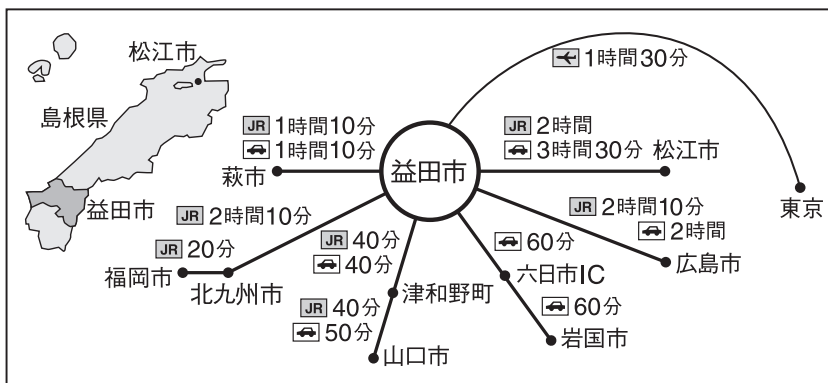 松江市
島根県
益田市
1時間30分
JR 1時間10分
1時間10分
萩市
益田市
JR 2時間
3時間30分
松江市
東京
JR 2時間10分
JR 20分
福岡市
北九州市
JR 40分
40分
津和野町
JR 40分
50分
山口市
60分
六日市IC
60分
岩国市
JR 2時間10分
2時間
広島市